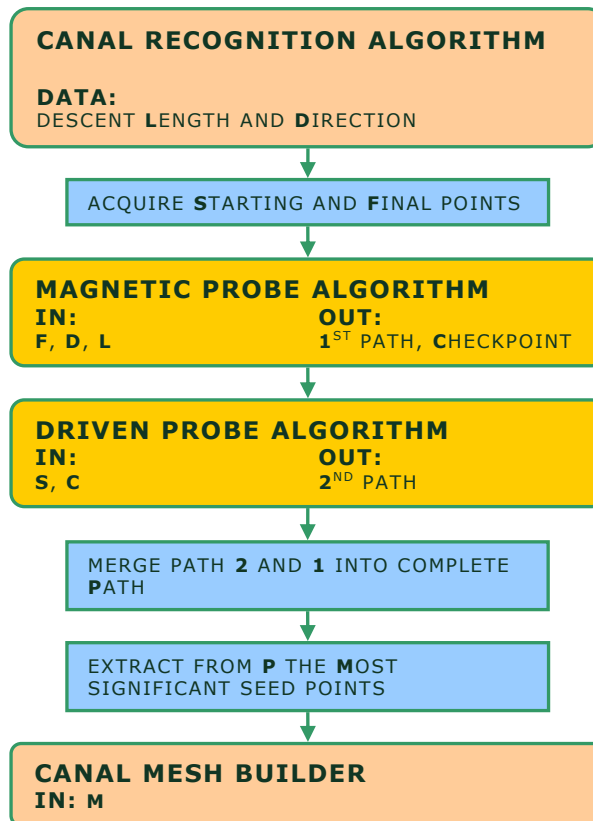 CANAL RECOGNITION ALGORITHM
DATA:
DESCENT LENGTH AND DIRECTION
ACQUIRE STARTING AND FINAL POINTS
MAGNETIC PROBE ALGORITHM
IN: OUT:
F, D, L 1ST PATH, CHECKPOINT
DRIVEN PROBE ALGORITHM
IN: OUT:
S, C 2ND PATH
MERGE PATH 2 AND 1 INTO COMPLETE
PATH
EXTRACT FROM P THE MOST
SIGNIFICANT SEED POINTS
CANAL MESH BUILDER
IN: M